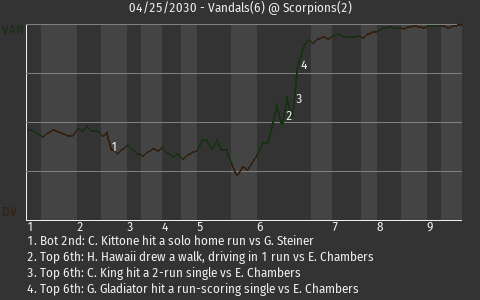 04/25/2030 - Vandals(6) @ Scorpions(2)
VAN
4
3
2
1
DV
1 2 3 4 5 6 7 8 9
1. Bot 2nd: C. Kittone hit a solo home run vs G. Steiner
2. Top 6th: H. Hawaii drew a walk, driving in 1 run vs E. Chambers
3. Top 6th: C. King hit a 2-run single vs E. Chambers
4. Top 6th: G. Gladiator hit a run-scoring single vs E. Chambers